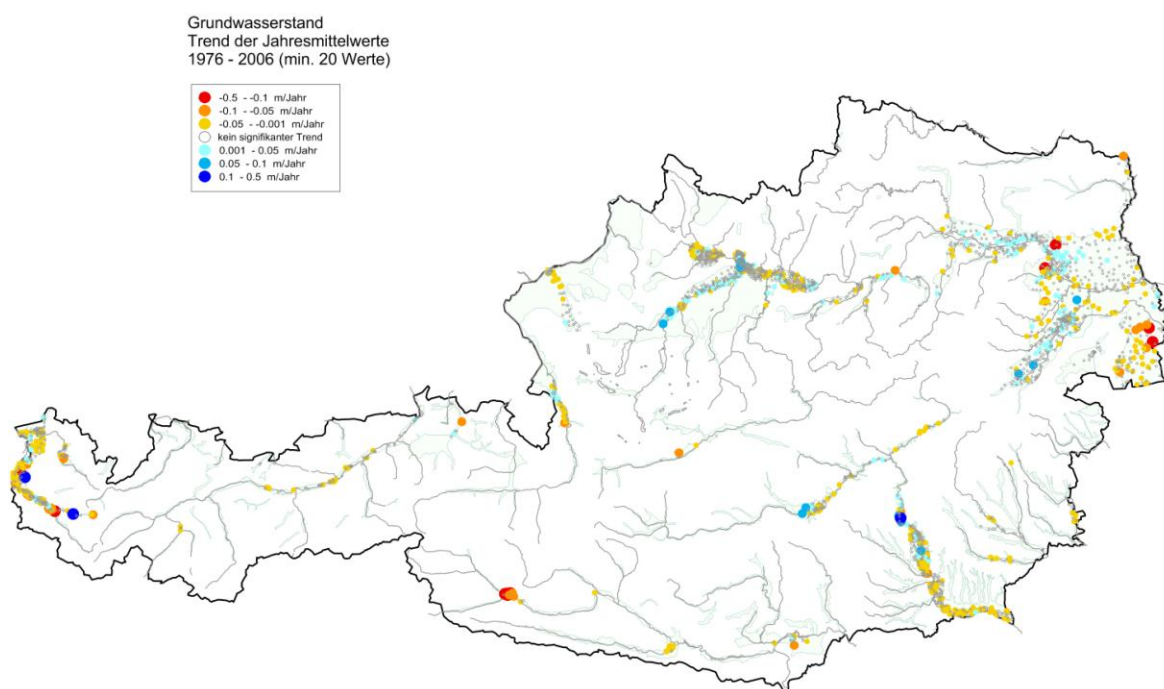 Grundwasserstand
Trend der Jahresmittelwerte
1976 - 2006 (min. 20 Werte)
-0.5 - -0.1 m/Jahr
-0.1 - -0.05 m/Jahr
-0.05 - -0.001 m/Jahr
kein signifikanter Trend
0.001 - 0.05 m/Jahr
0.05 - 0.1 m/Jahr
0.1 - 0.5 m/Jahr